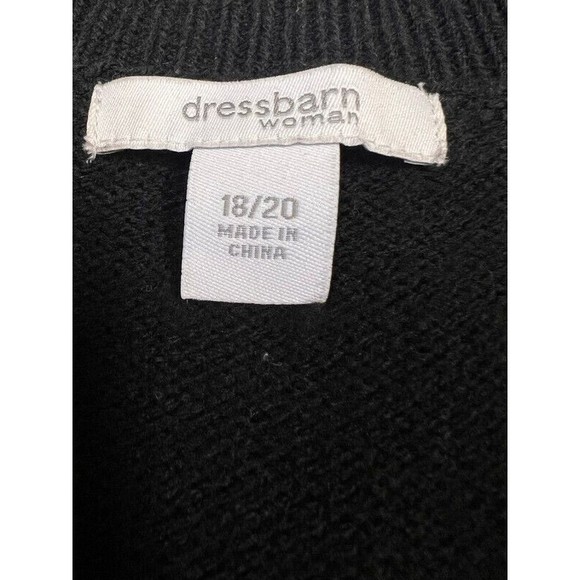 dressbarn
woman
18/20
MADE IN
CHINA